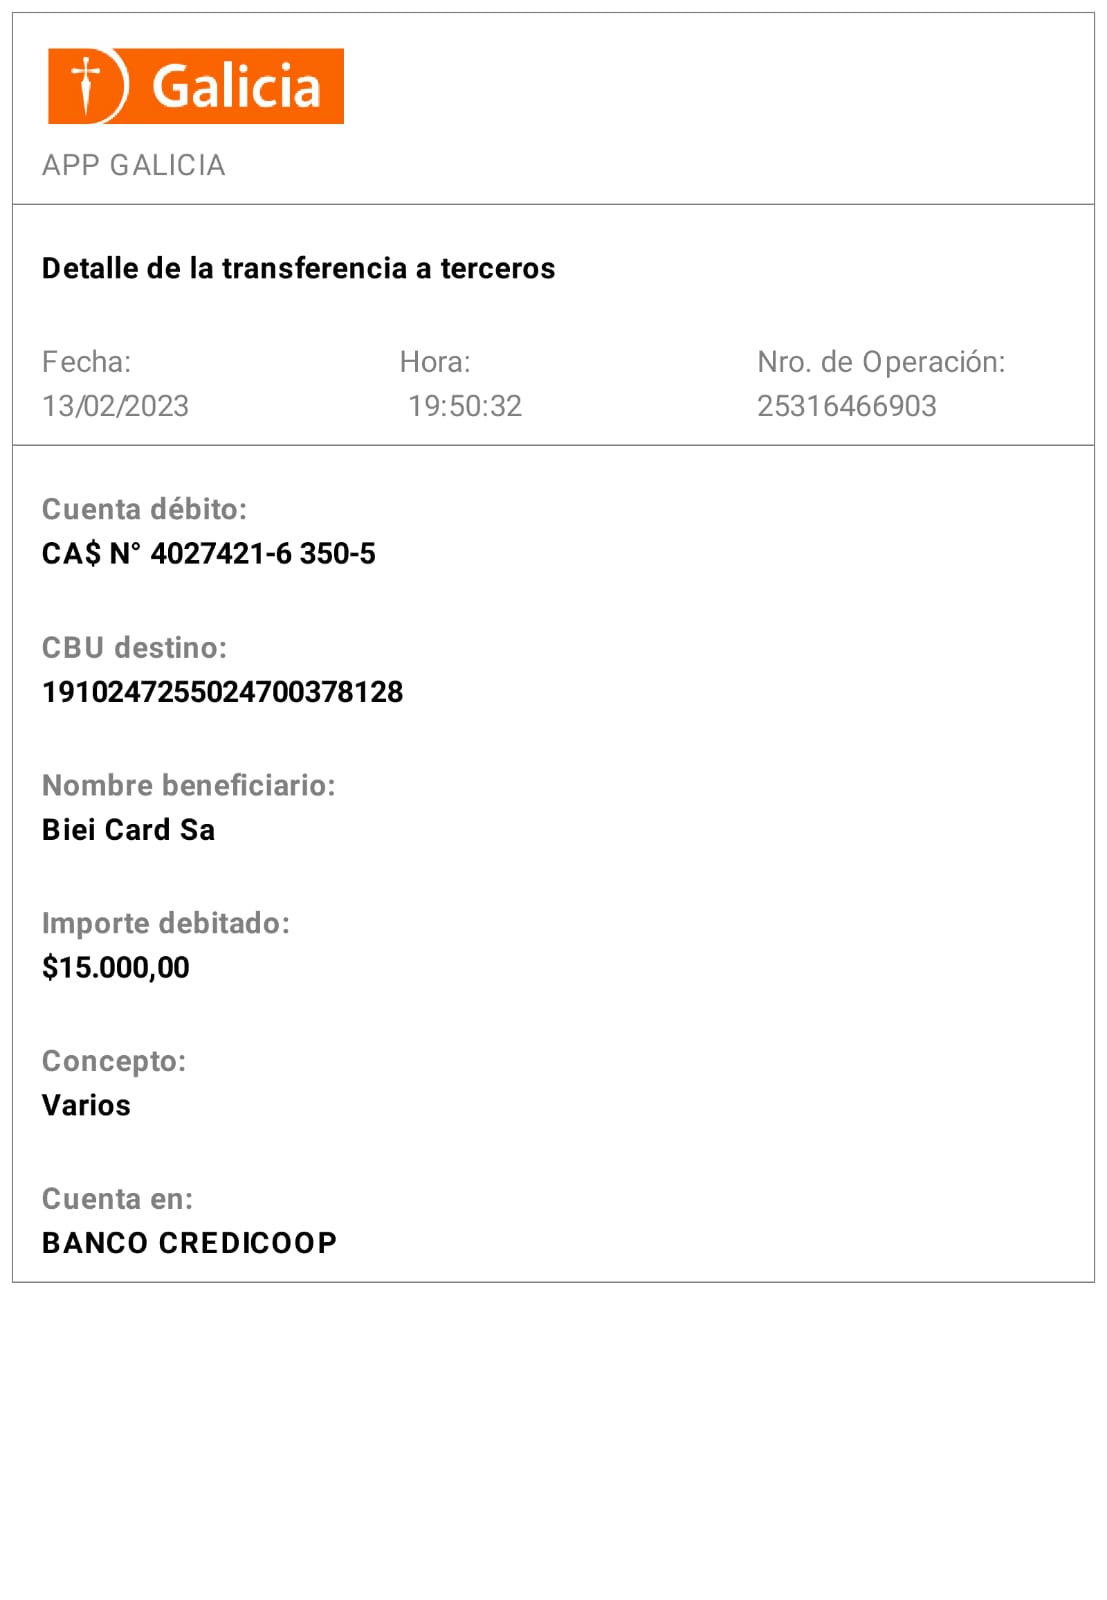 Galicia
APP GALICIA
Detalle de la transferencia a terceros
Fecha: Hora: Nro. de Operación:
13/02/2023 19:50:32 25316466903
Cuenta débito:
CA$ N° 4027421-6 350-5
CBU destino:
1910247255024700378128
Nombre beneficiario:
Biei Card Sa
Importe debitado:
$15.000,00
Concepto:
Varios
Cuenta en:
BANCO CREDICOOP